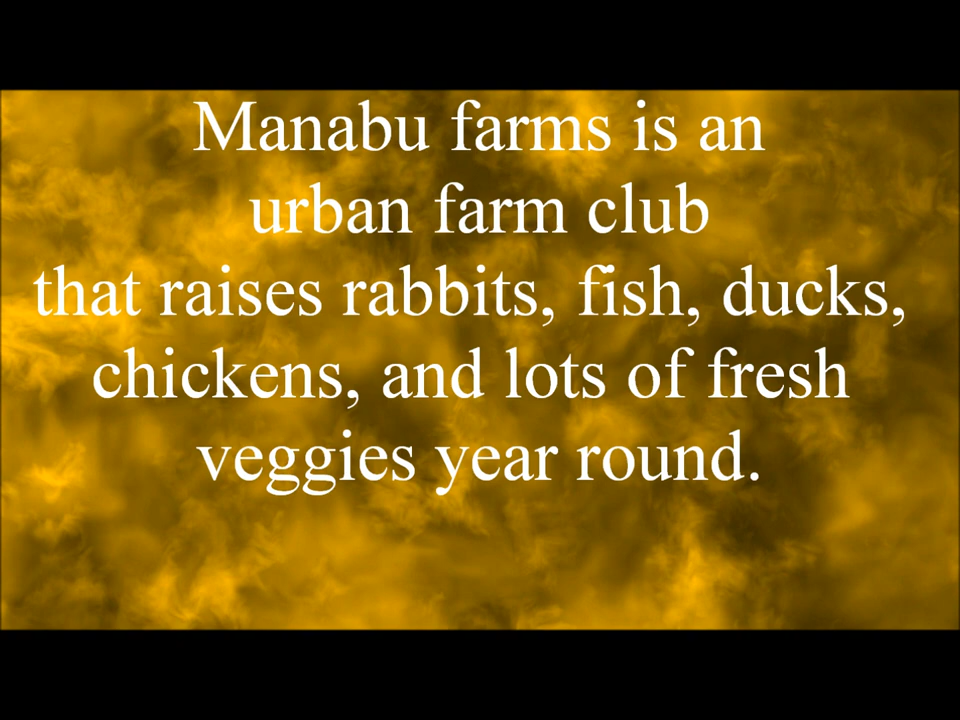 Manabu farms is an
urban farm club
that raises rabbits, fish, ducks,
chickens, and lots of fresh
veggies year round.